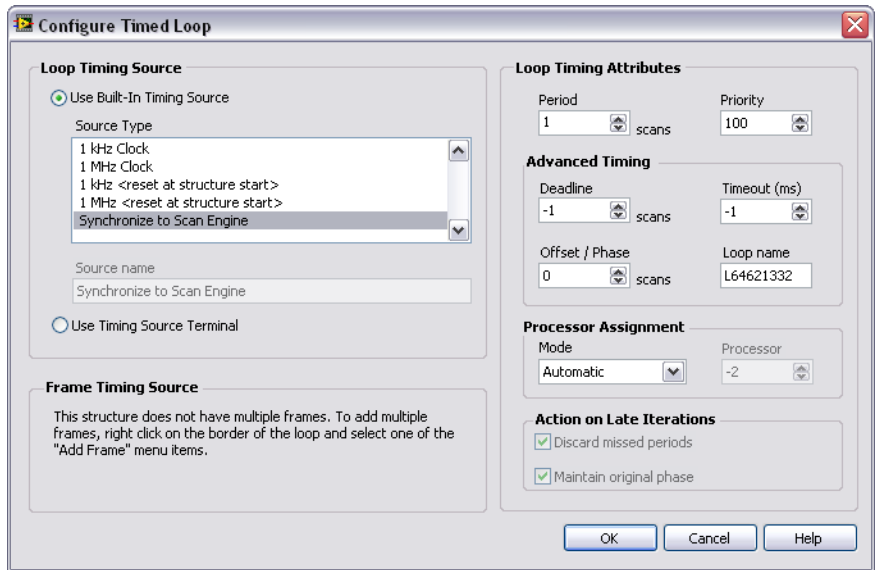 Configure Timed Loop
Loop Timing Source
Use Built-In Timing Source
Source Type
1 kHz Clock
1 MHz Clock
1 kHz <reset at structure start>
1 MHz <reset at structure start>
Synchronize to Scan Engine
Source name
Synchronize to Scan Engine
Use Timing Source Terminal
Frame Timing Source
This structure does not have multiple frames. To add multiple
frames, right click on the border of the loop and select one of the
"Add Frame" menu items.
Loop Timing Attributes
Period Priority
1 scans 100
Advanced Timing
Deadline Timeout (ms)
-1 scans -1
Offset / Phase Loop name
0 scans L64621332
Processor Assignment
Mode Processor
Automatic -2
Action on Late Iterations
Discard missed periods
Maintain original phase
OK Cancel Help